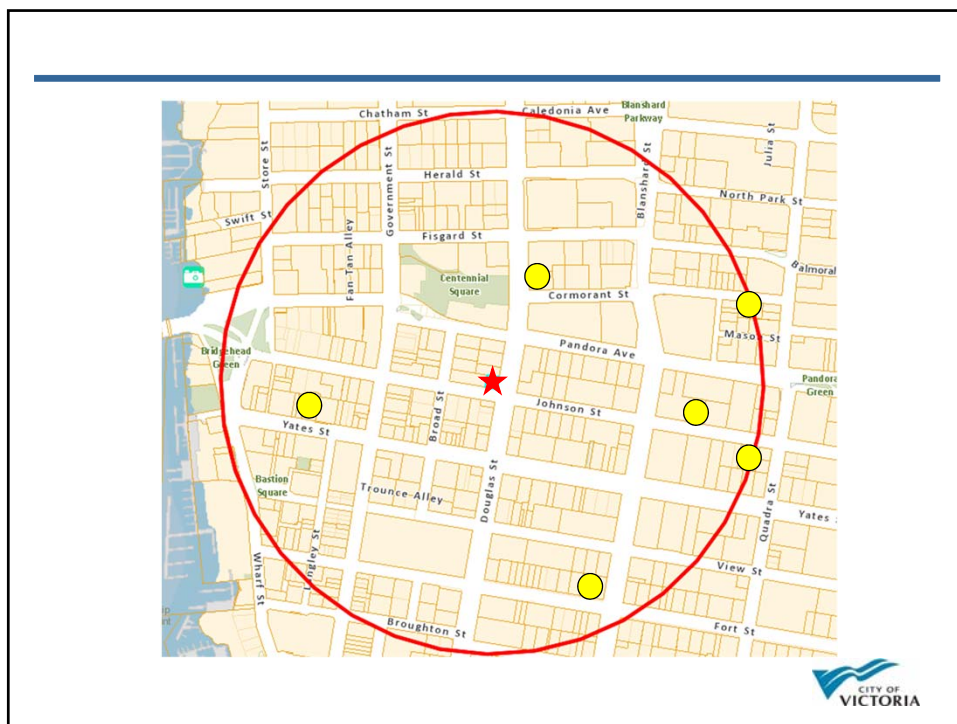 Chatham St
Caledonia Ave
Blanshard
Parkway
Julia St
Store St
Government St
Herald St
Blanshard St
North Park St
Swift St
Fan-Tan-Alley
Fisgard St
Balmoral
Centennial
Square
Cormorant St
Mason St
Pandora Ave
Bridgehead
Green
Pandora
Green
Johnson St
Broad St
Yates St
Bastion
Square
Trounce Alley
Douglas St
Quadra St
Yates S
Langley St
View St
Wharf St
Broughton St
Fort St
CITY OF
VICTORIA